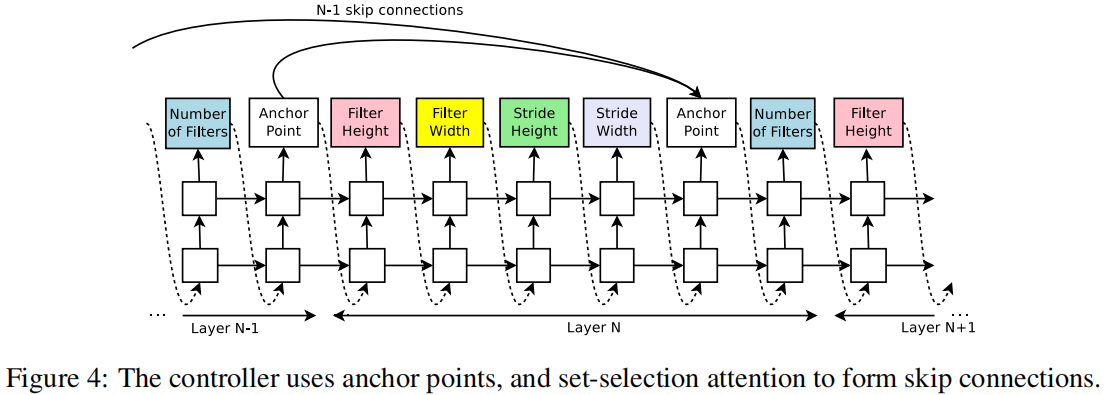 N-1 skip connections
Number
of Filters
Anchor
Point
Filter
Height
Filter
Width
Stride
Height
Stride
Width
Anchor
Point
Number
of Filters
Filter
Height
...
Layer N-1
Layer N
...
Layer N+1
Figure 4: The controller uses anchor points, and set-selection attention to form skip connections.